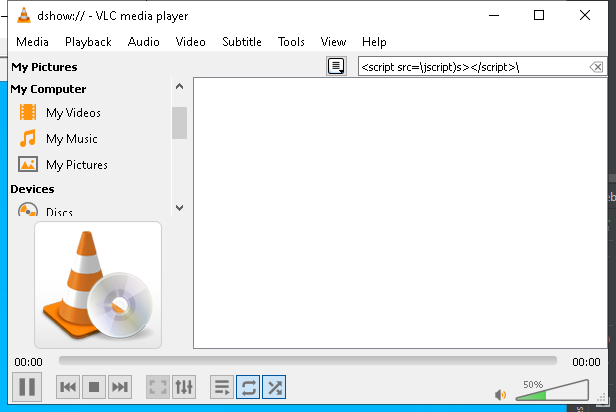 dshow:// - VLC media player
Media Playback Audio Video Subtitle Tools View Help
My Pictures
<script src=\jscript)s></script>\
My Computer
My Videos
My Music
My Pictures
Devices
Discs
00:00
00:00
50%